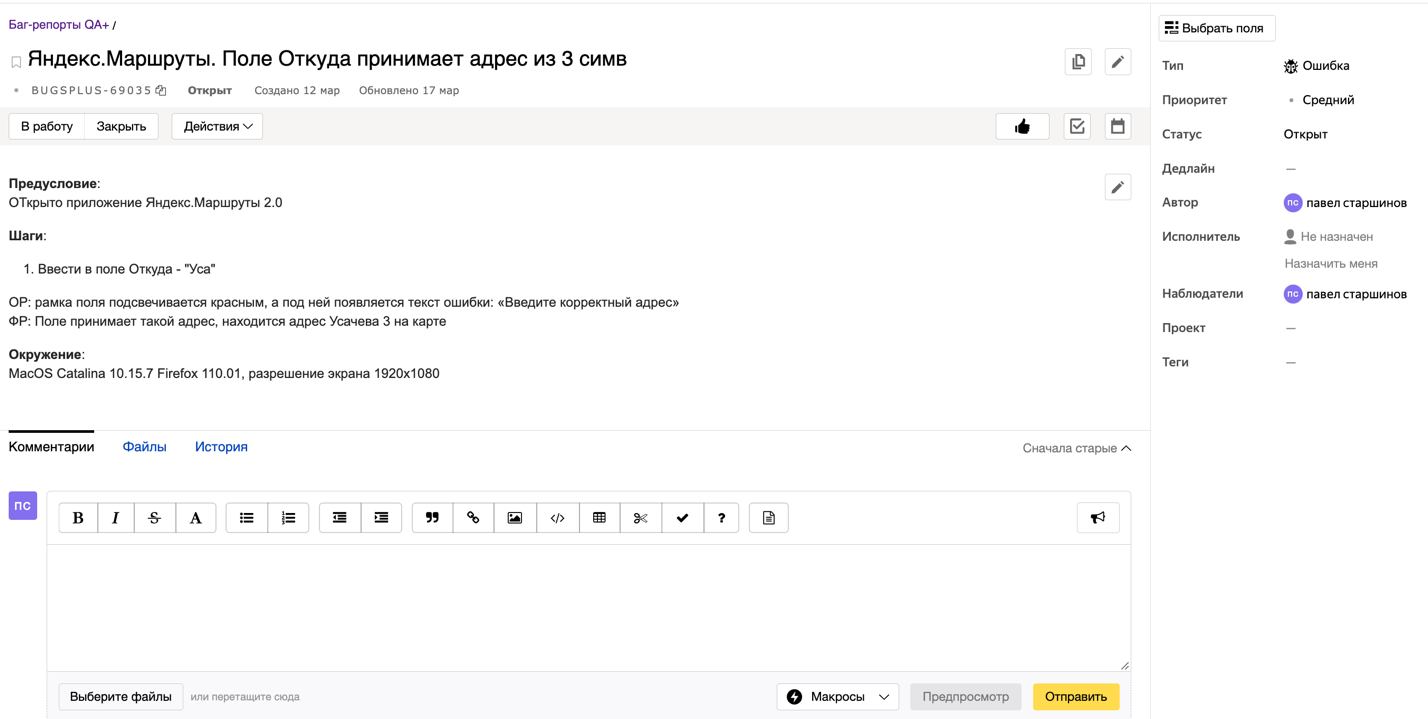 Баг-репорты QA+ /
Яндекс.Маршруты. Поле Откуда принимает адрес из 3 симв
BUGSPLUS-69035 Открыт Создано 12 мар Обновлено 17 мар
В работу Закрыть Действия
Предусловие:
ОТкрыто приложение Яндекс.Маршруты 2.0
Шаги:
1. Ввести в поле Откуда - "Уса"
ОР: рамка поля подсвечивается красным, а под ней появляется текст ошибки: «Введите корректный адрес»
ФР: Поле принимает такой адрес, находится адрес Усачева 3 на карте
Окружение:
MacOS Catalina 10.15.7 Firefox 110.01, разрешение экрана 1920x1080
Комментарии Файлы История Сначала старые
ПС
B I S A
Выберите файлы или перетащите сюда Макросы Предпросмотр Отправить
Выбрать поля
Тип Ошибка
Приоритет Средний
Статус Открыт
Дедлайн —
Автор ПС павел старшинов
Исполнитель Не назначен
Назначить меня
Наблюдатели ПС павел старшинов
Проект —
Теги —